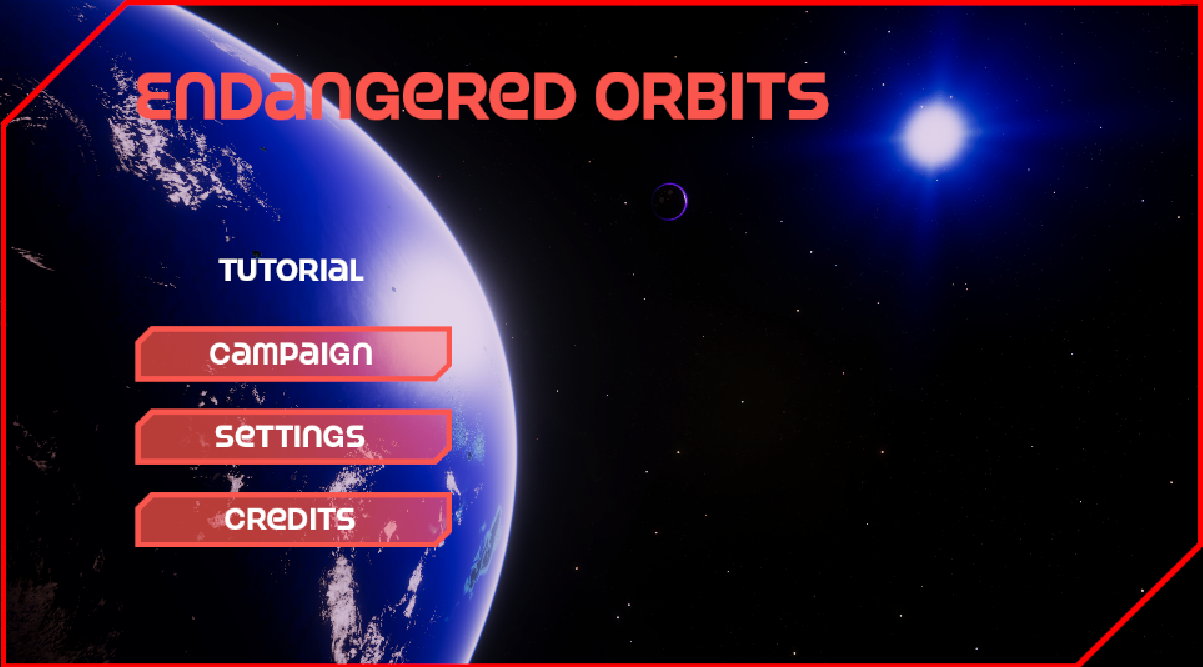 ENDANGERED ORBITS
TUTORIAL
CAMPAIGN
SETTINGS
CREDITS